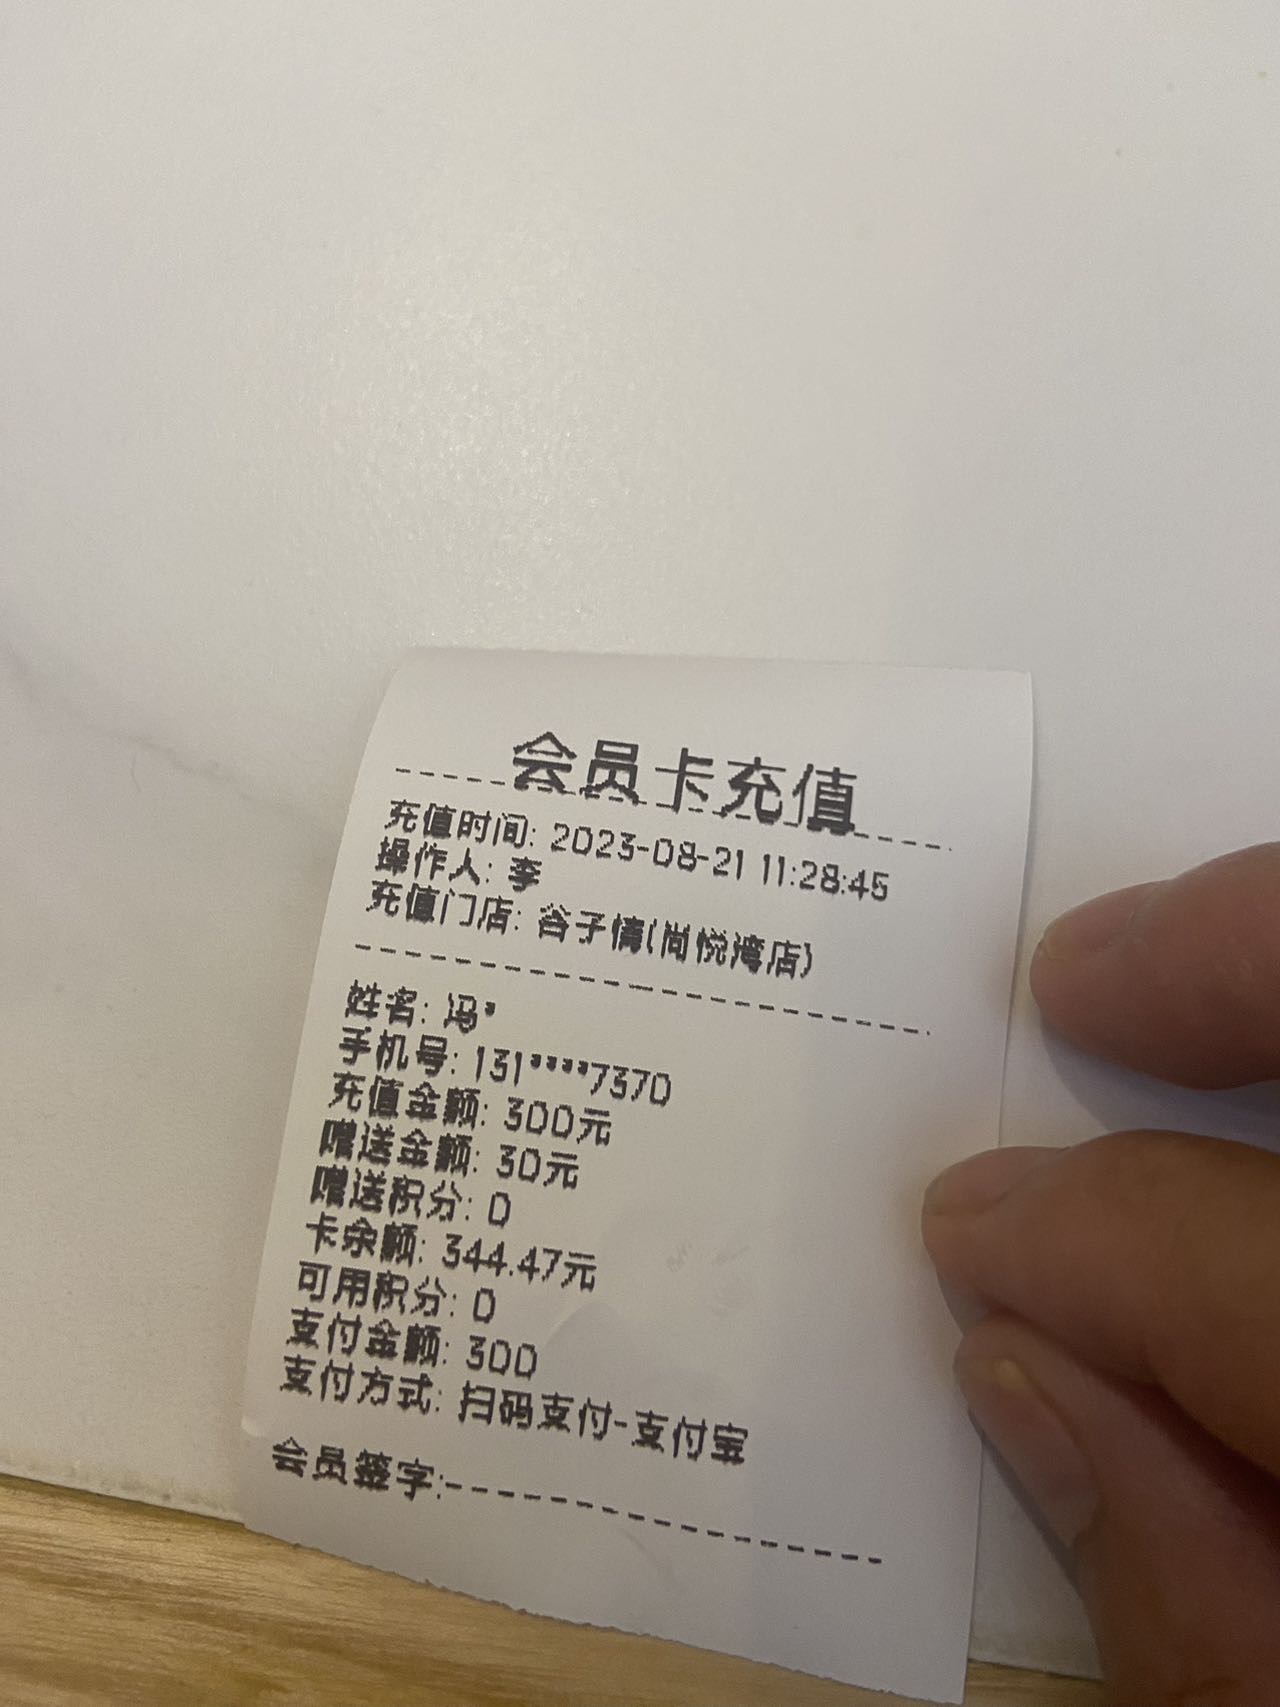 会员卡充值
充值时间: 2023-08-21 11:28:45
操作人: 李
充值门店: 谷子情(尚悦湾店)
姓名: 冯*
手机号: 131****7370
充值金额: 300元
赠送金额: 30元
赠送积分: 0
卡余额: 344.47元
可用积分: 0
支付金额: 300
支付方式: 扫码支付-支付宝
会员签字: